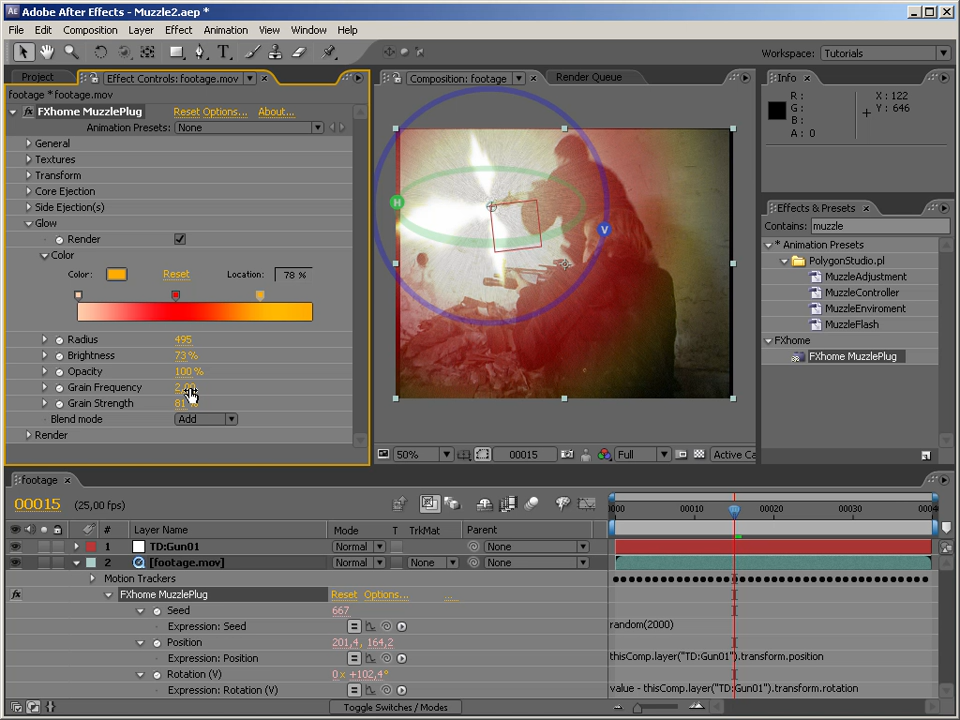 Adobe After Effects - Muzzle2.aep *
File Edit Composition Layer Effect Animation View Window Help
Workspace: Tutorials
Project Effect Controls: footage.mov
Composition: footage Render Queue
Info
footage * footage.mov
FXhome MuzzlePlug Reset Options... About...
Animation Presets: None
General
Textures
Transform
Core Ejection
Side Ejection(s)
Glow
Render
Color
Color: Reset Location: 78 %
Radius 495
Brightness 73 %
Opacity 100 %
Grain Frequency 2,00
Grain Strength 81 %
Blend mode Add
Render
H
V
50% 00015 Full Active Ca
R :
G :
B :
A : 0
X : 122
Y : 646
Effects & Presets
Contains: muzzle
* Animation Presets
PolygonStudio.pl
MuzzleAdjustment
MuzzleController
MuzzleEnviroment
MuzzleFlash
FXhome
FXhome MuzzlePlug
footage
00015 (25,00 fps)
0000 00010 00020 00030 0004
# Layer Name Mode T TrkMat Parent
1 TD:Gun01 Normal None
2 [footage.mov] Normal None None
Motion Trackers
FXhome MuzzlePlug Reset Options... ...
Seed 667
Expression: Seed random(2000)
Position 201,4, 164,2
Expression: Position thisComp.layer("TD:Gun01").transform.position
Rotation (V) 0 x +102,4°
Expression: Rotation (V) value - thisComp.layer("TD:Gun01").transform.rotation
Toggle Switches / Modes